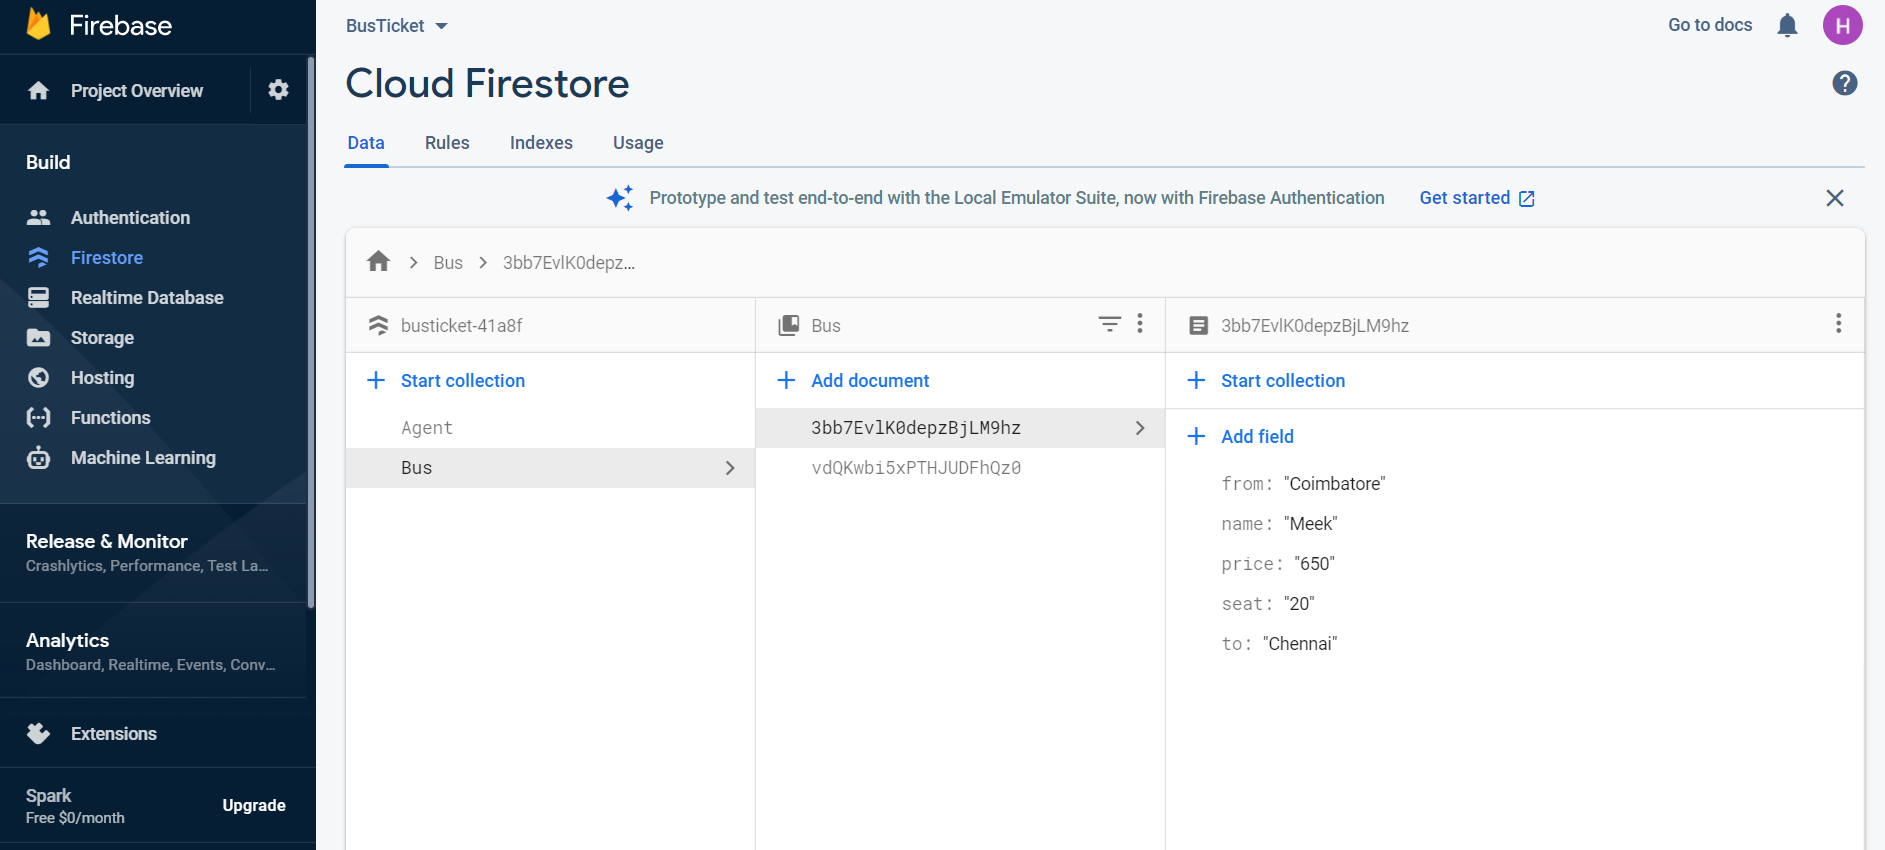 Firebase
Project Overview
Build
Authentication
Firestore
Realtime Database
Storage
Hosting
Functions
Machine Learning
Release & Monitor
Crashlytics, Performance, Test La...
Analytics
Dashboard, Realtime, Events, Conv...
Extensions
Spark
Free $0/month
Upgrade
BusTicket
Go to docs
H
Cloud Firestore
?
Data Rules Indexes Usage
Prototype and test end-to-end with the Local Emulator Suite, now with Firebase Authentication Get started
Bus 3bb7EvlK0depz...
busticket-41a8f
Start collection
Agent
Bus
Bus
Add document
3bb7EvlK0depzBjLM9hz
vdQKwbi5xPTHJUDFhQz0
3bb7EvlK0depzBjLM9hz
Start collection
Add field
from: "Coimbatore"
name: "Meek"
price: "650"
seat: "20"
to: "Chennai"